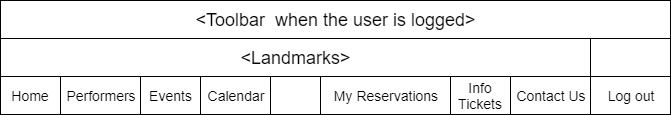 <Toolbar when the user is logged>
<Landmarks>
Home Performers Events Calendar My Reservations Info Tickets Contact Us Log out